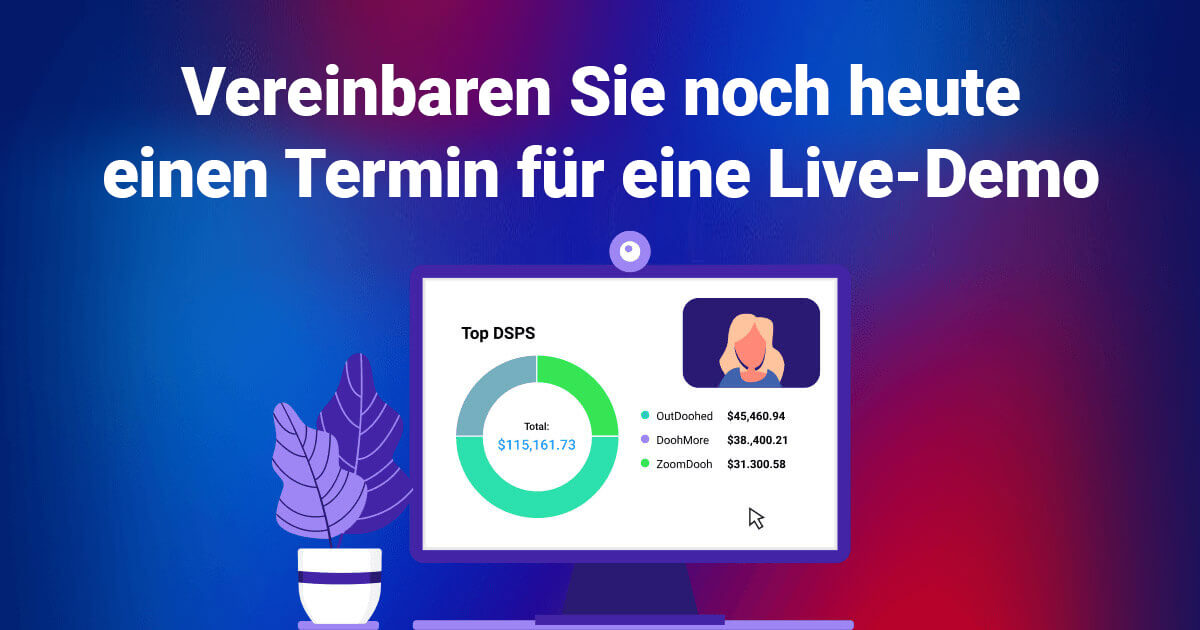 Vereinbaren Sie noch heute
einen Termin für eine Live-Demo
Top DSPS
Total:
$115,161.73
OutDoohed $45,460.94
DoohMore $38.,400.21
ZoomDooh $31.300.58